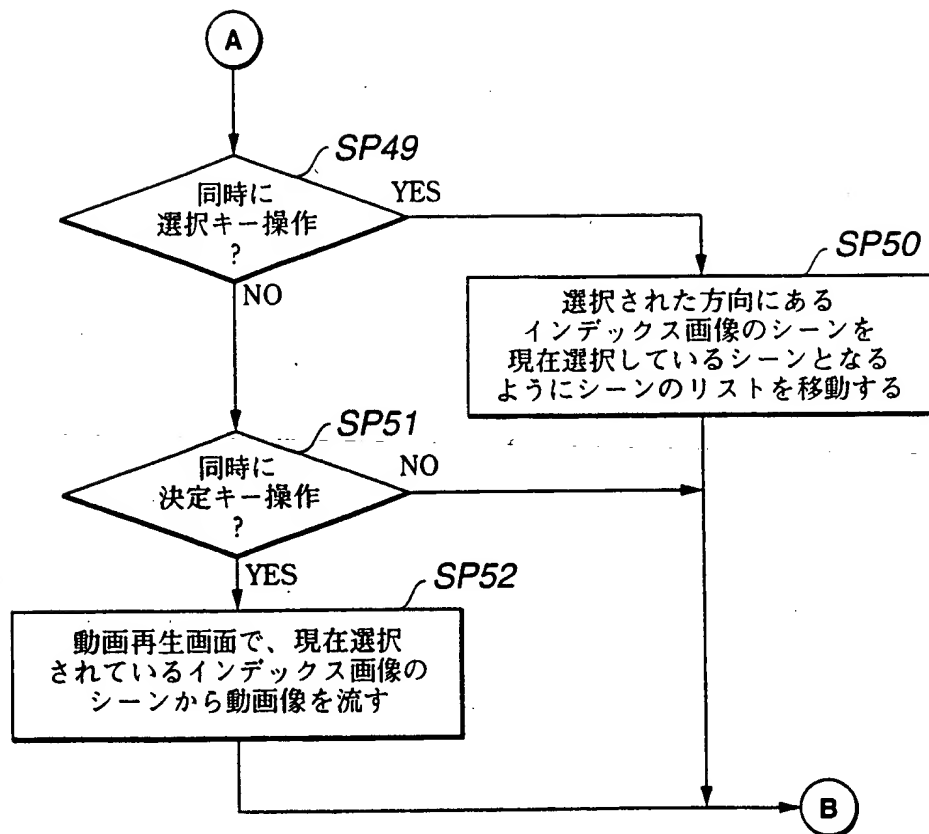 A
SP49
同時に
選択キー操作
?
YES
NO
SP50
選択された方向にある
インデックス画像のシーンを
現在選択しているシーンとなる
ようにシーンのリストを移動する
SP51
同時に
決定キー操作
?
NO
YES
SP52
動画再生画面で、現在選択
されているインデックス画像の
シーンから動画像を流す
B